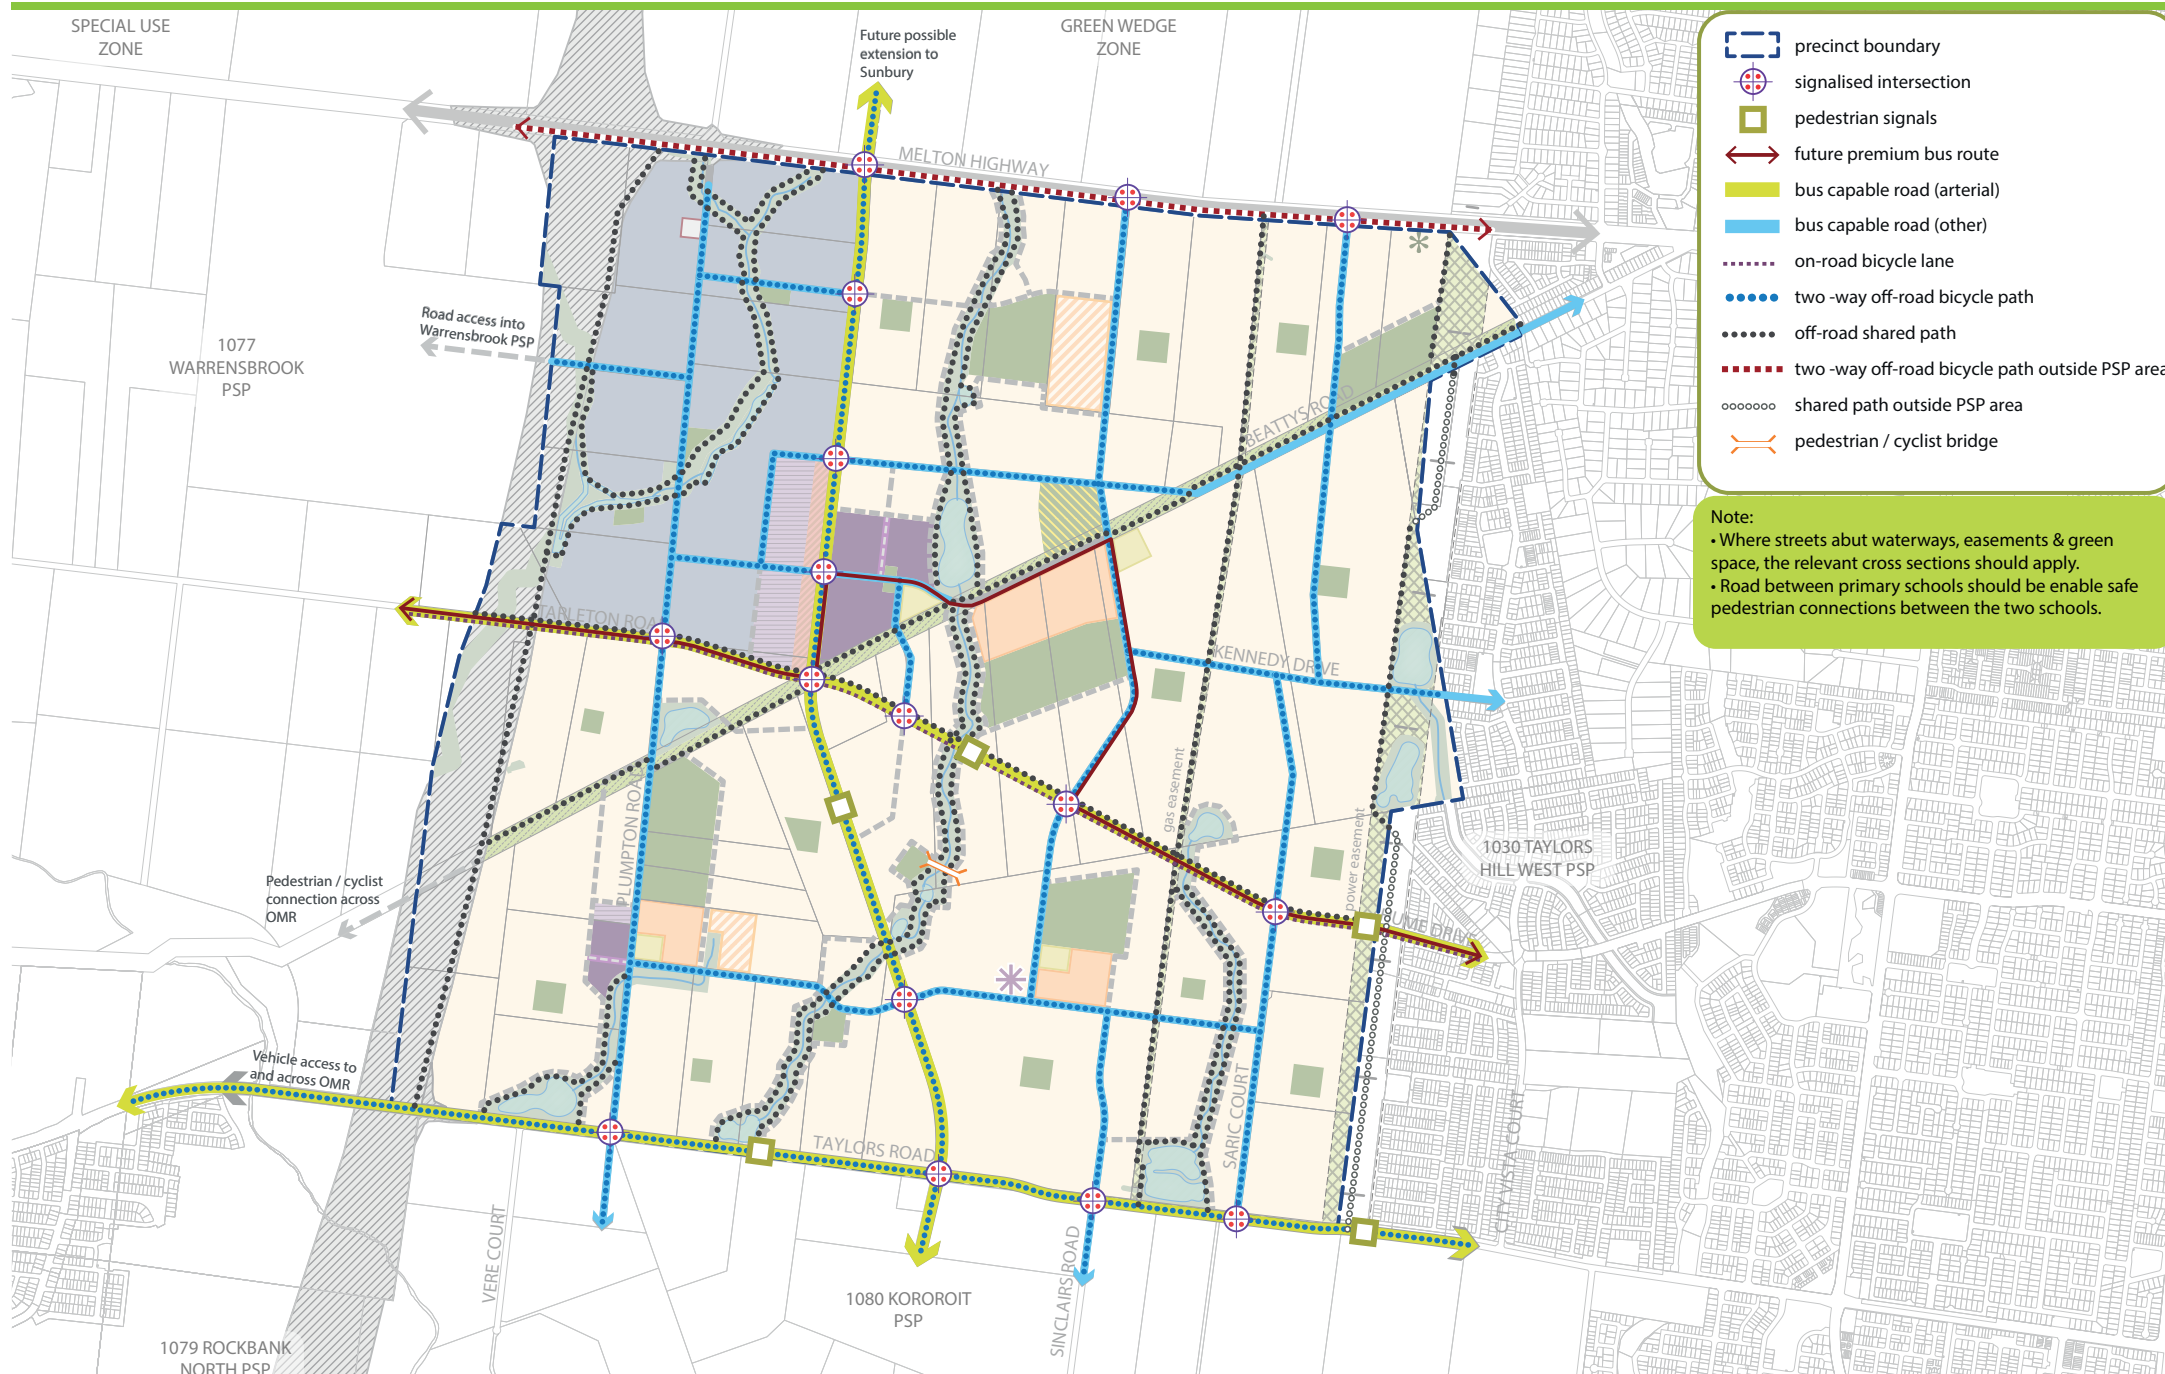 SPECIAL USE
ZONE
Future possible
extension to
Sunbury
GREEN WEDGE
ZONE
precinct boundary
signalised intersection
pedestrian signals
future premium bus route
bus capable road (arterial)
bus capable road (other)
on-road bicycle lane
two -way off-road bicycle path
off-road shared path
two -way off-road bicycle path outside PSP area
shared path outside PSP area
pedestrian / cyclist bridge
Note:
• Where streets abut waterways, easements & green
space, the relevant cross sections should apply.
• Road between primary schools should be enable safe
pedestrian connections between the two schools.
MELTON HIGHWAY
Road access into
Warrensbrook PSP
1077
WARRENSBROOK
PSP
BEATTYS ROAD
TARLETON ROAD
KENNEDY DRIVE
PLUMPTON ROAD
gas easement
power easement
1030 TAYLORS
HILL WEST PSP
Pedestrian / cyclist
connection across
OMR
UME DRIVE
Vehicle access to
and across OMR
TAYLORS ROAD
SARIC COURT
CITYVISTA COURT
VERE COURT
SINCLAIRS ROAD
1080 KOROROIT
PSP
1079 ROCKBANK
NORTH PSP